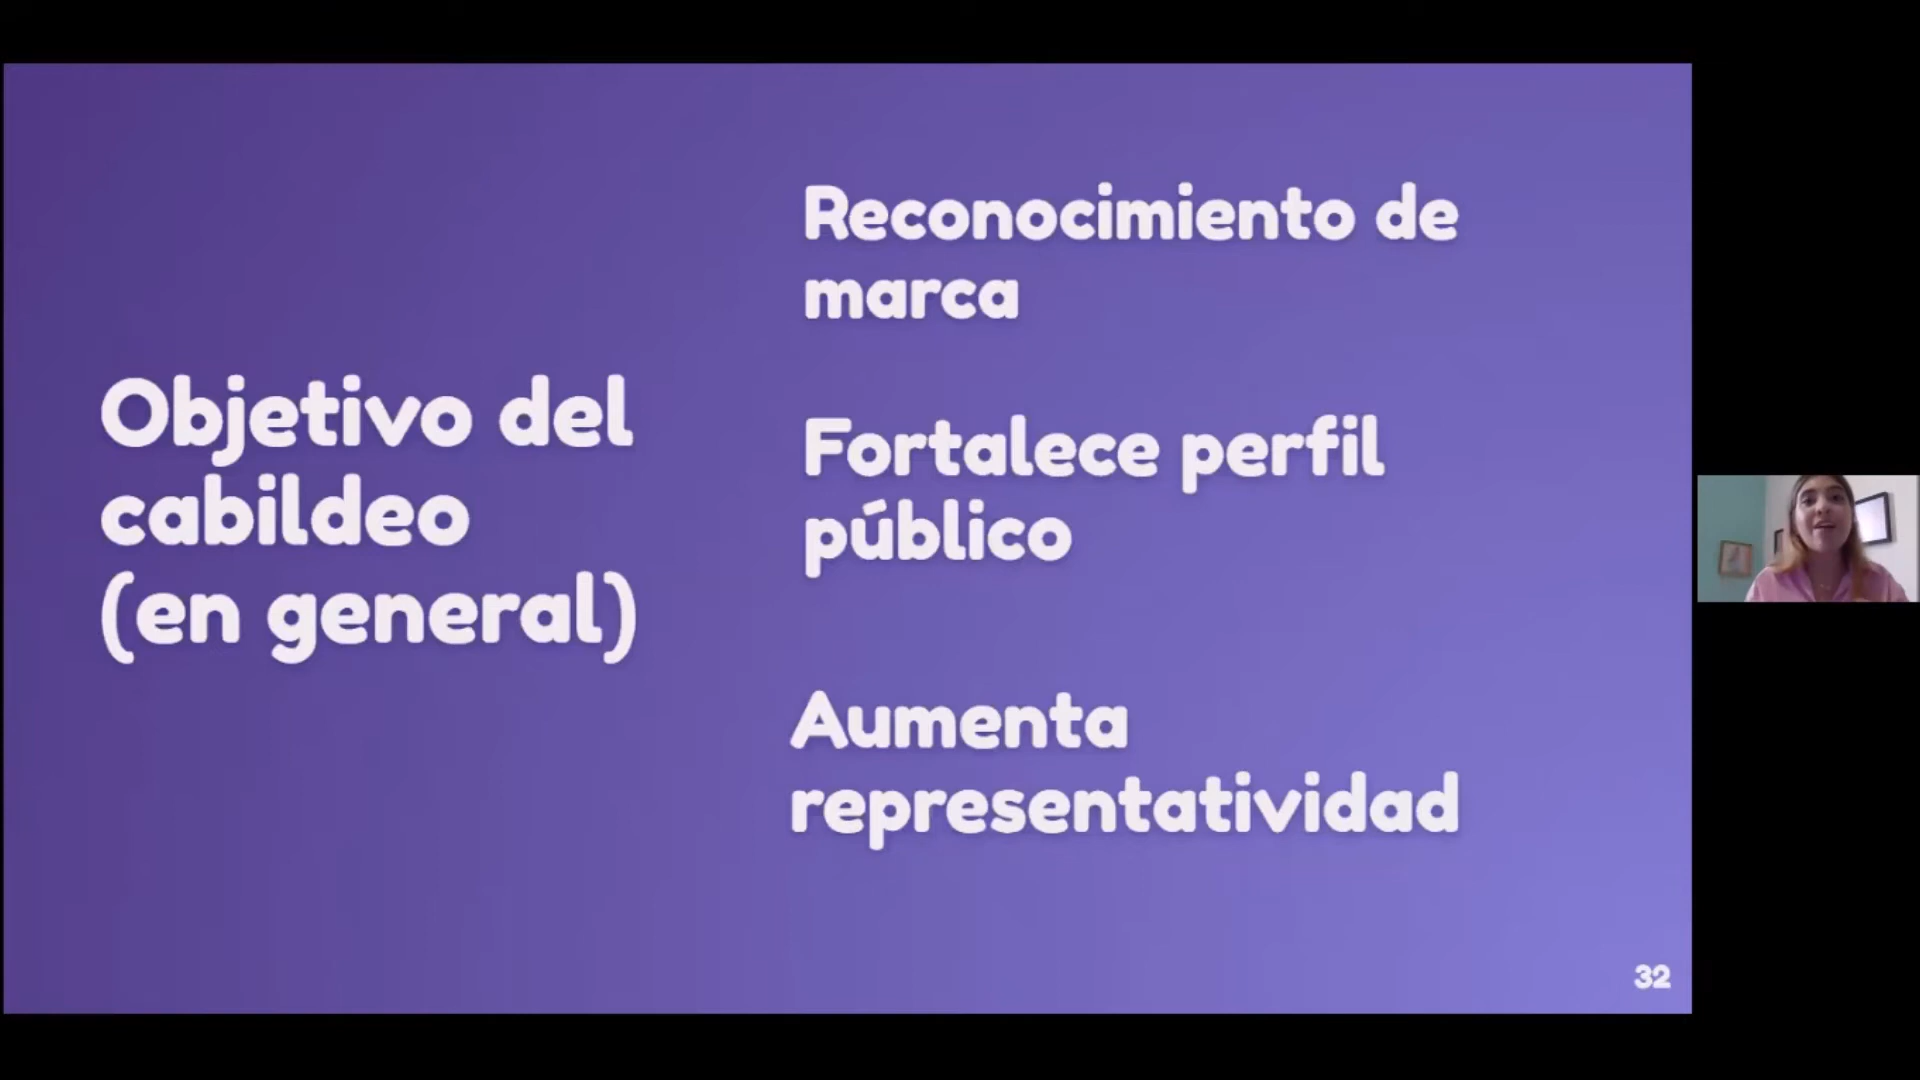 Objetivo del
cabildeo
(en general)
Reconocimiento de
marca
Fortalece perfil
público
Aumenta
representatividad
32